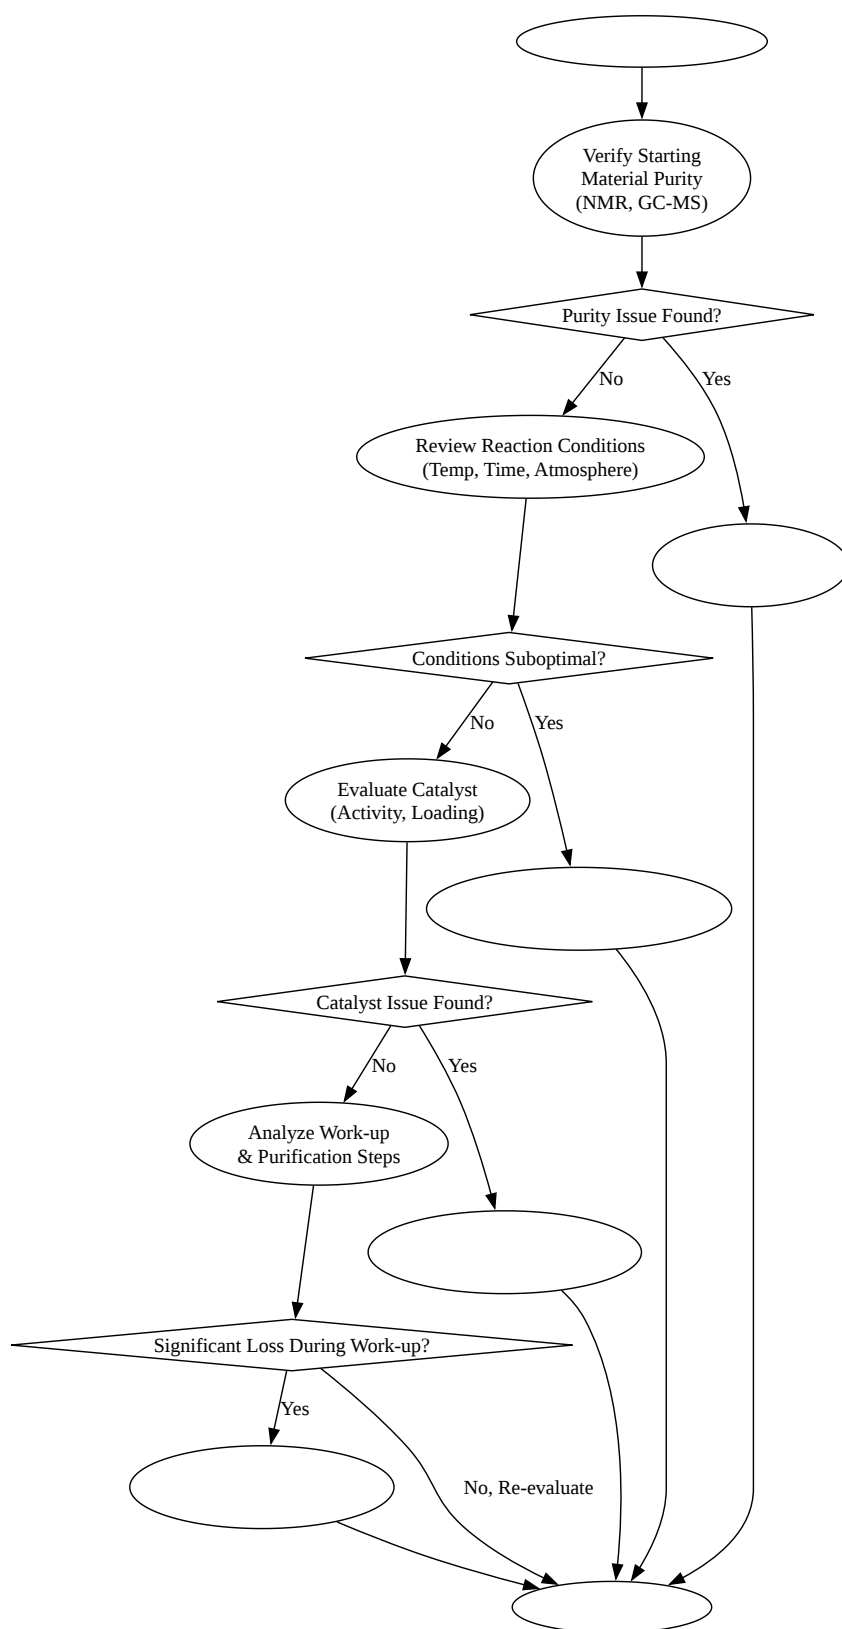 Verify Starting
Material Purity
(NMR, GC-MS)
Purity Issue Found?
No
Yes
Review Reaction Conditions
(Temp, Time, Atmosphere)
Conditions Suboptimal?
No
Yes
Evaluate Catalyst
(Activity, Loading)
Catalyst Issue Found?
No
Yes
Analyze Work-up
& Purification Steps
Significant Loss During Work-up?
Yes
No, Re-evaluate